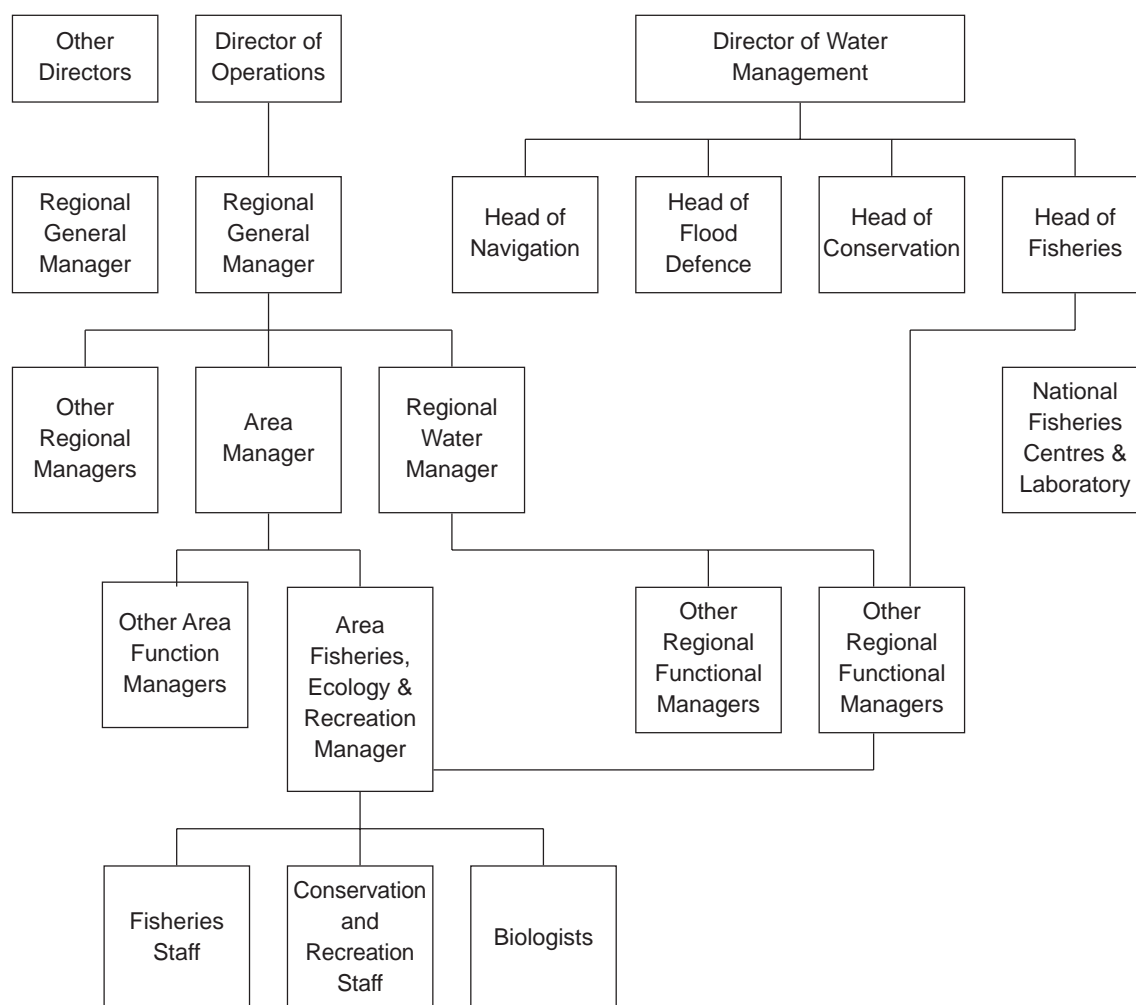 Other
Directors
Director of
Operations
Director of Water
Management
Regional
General
Manager
Regional
General
Manager
Head of
Navigation
Head of
Flood
Defence
Head of
Conservation
Head of
Fisheries
Other
Regional
Managers
Area
Manager
Regional
Water
Manager
National
Fisheries
Centres &
Laboratory
Other Area
Function
Managers
Area
Fisheries,
Ecology &
Recreation
Manager
Other
Regional
Functional
Managers
Other
Regional
Functional
Managers
Fisheries
Staff
Conservation
and
Recreation
Staff
Biologists